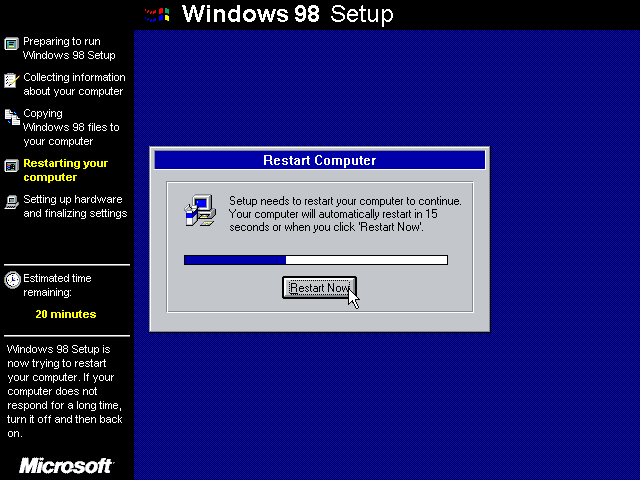 Windows 98 Setup
Preparing to run
Windows 98 Setup
Collecting information
about your computer
Copying
Windows 98 files to
your computer
Restarting your
computer
Setting up hardware
and finalizing settings
Estimated time
remaining:
20 minutes
Windows 98 Setup is
now trying to restart
your computer. If your
computer does not
respond for a long time,
turn it off and then back
on.
Microsoft
Restart Computer
Setup needs to restart your computer to continue.
Your computer will automatically restart in 15
seconds or when you click 'Restart Now'.
Restart Now